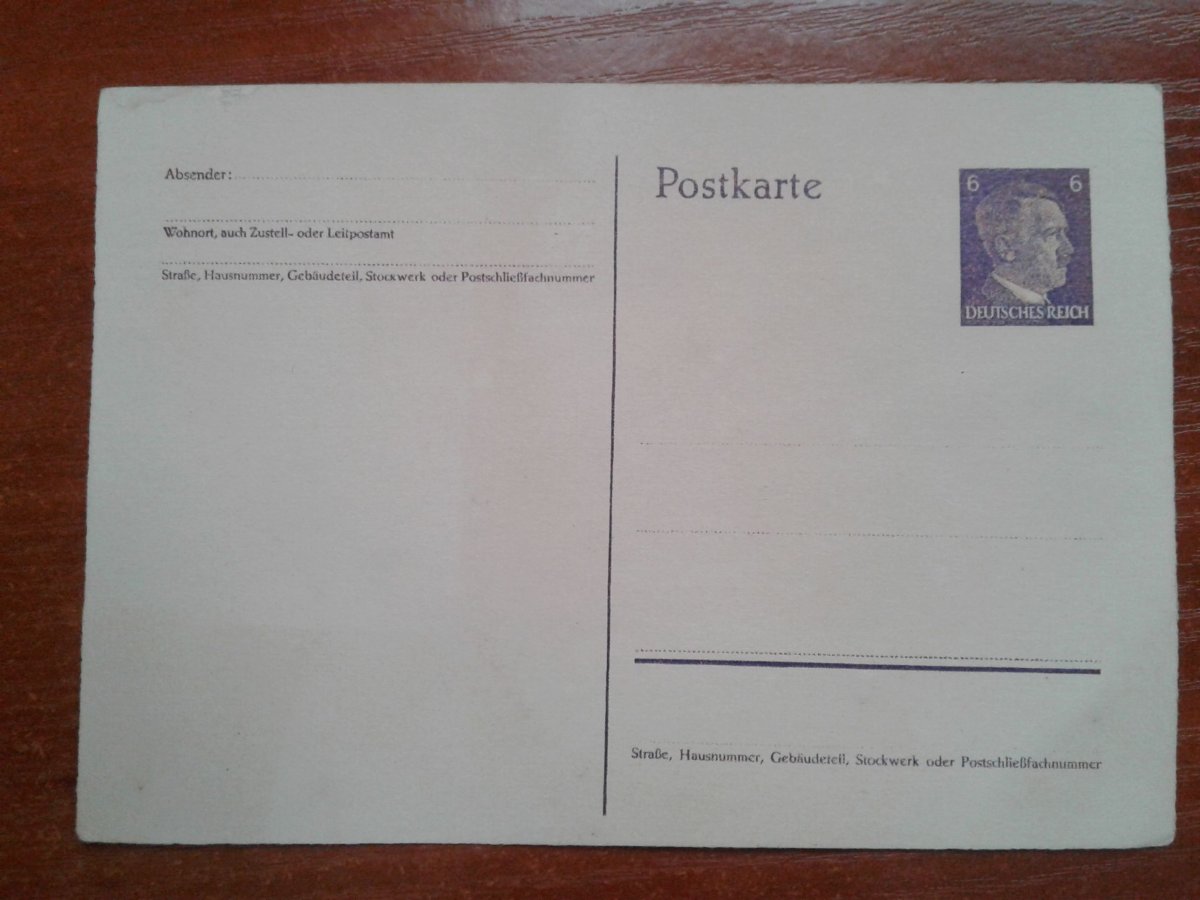 Absender:
Wohnort, auch Zustell- oder Leitpostamt
Straße, Hausnummer, Gebäudeteil, Stockwerk oder Postschließfachnummer
Postkarte
6 6
DEUTSCHES REICH
Straße, Hausnummer, Gebäudeteil, Stockwerk oder Postschließfachnummer